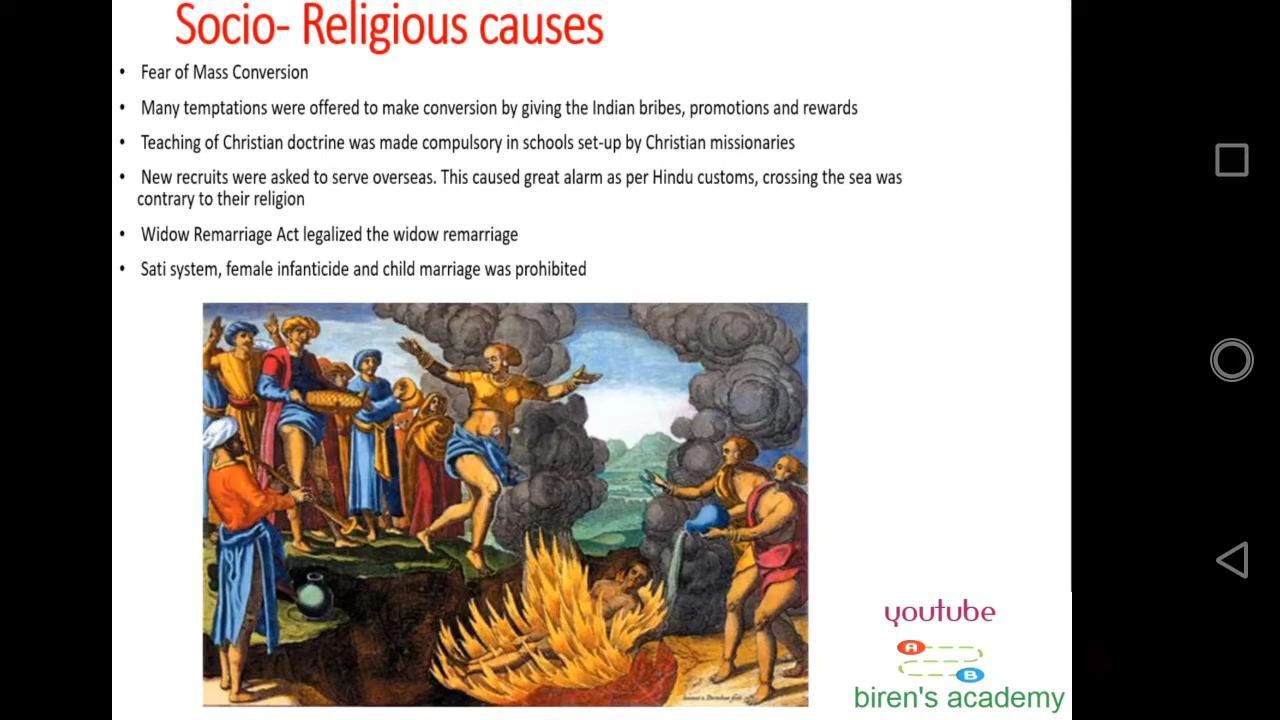 Socio- Religious causes
• Fear of Mass Conversion
• Many temptations were offered to make conversion by giving the Indian bribes, promotions and rewards
• Teaching of Christian doctrine was made compulsory in schools set-up by Christian missionaries
• New recruits were asked to serve overseas. This caused great alarm as per Hindu customs, crossing the sea was
contrary to their religion
• Widow Remarriage Act legalized the widow remarriage
• Sati system, female infanticide and child marriage was prohibited
youtube
A
B
biren's academy